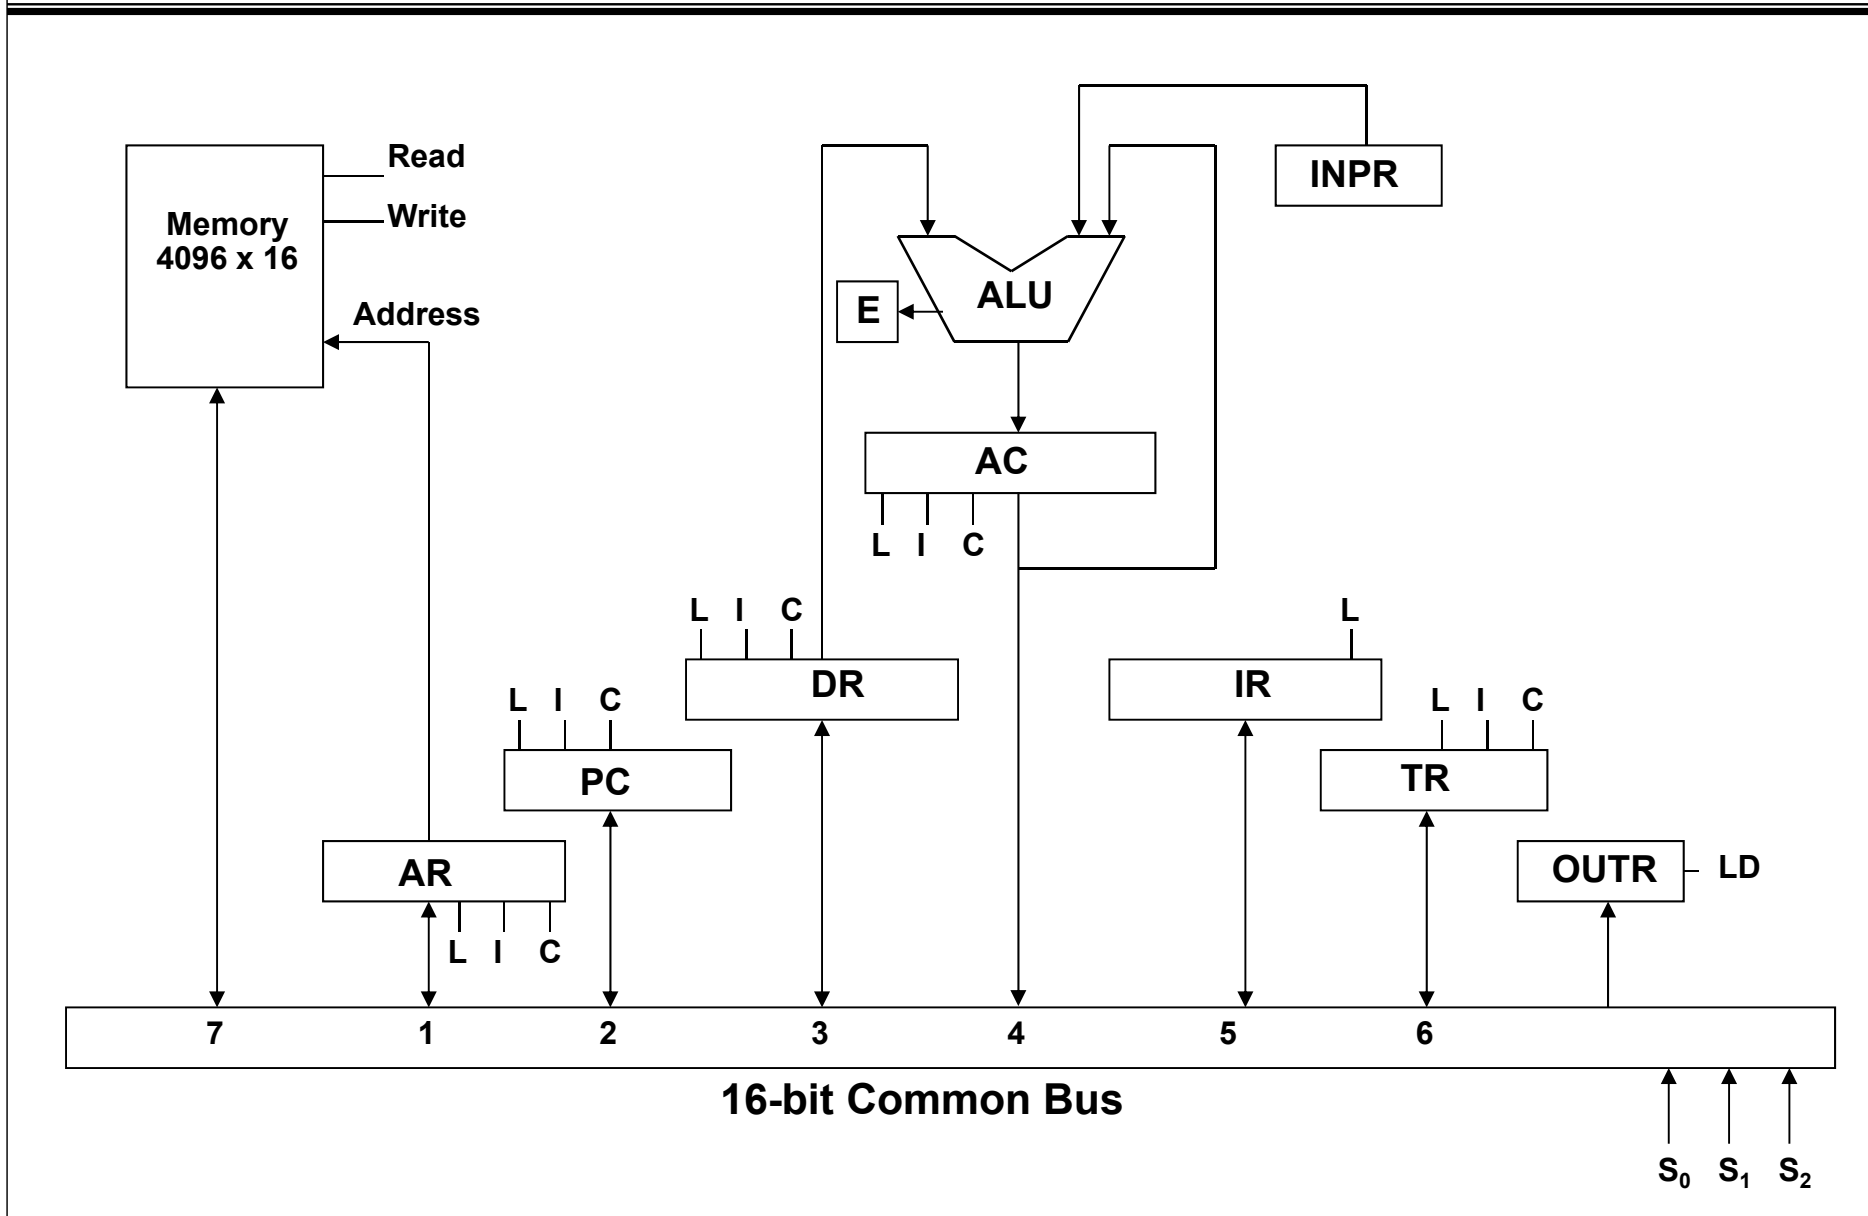 Read
INPR
Write
Memory
4096 x 16
ALU
E
Address
AC
L I C
L I C
L
DR
IR
L I C
L I C
PC
TR
AR
OUTR LD
L I C
7 1 2 3 4 5 6
16-bit Common Bus
S₀ S₁ S₂